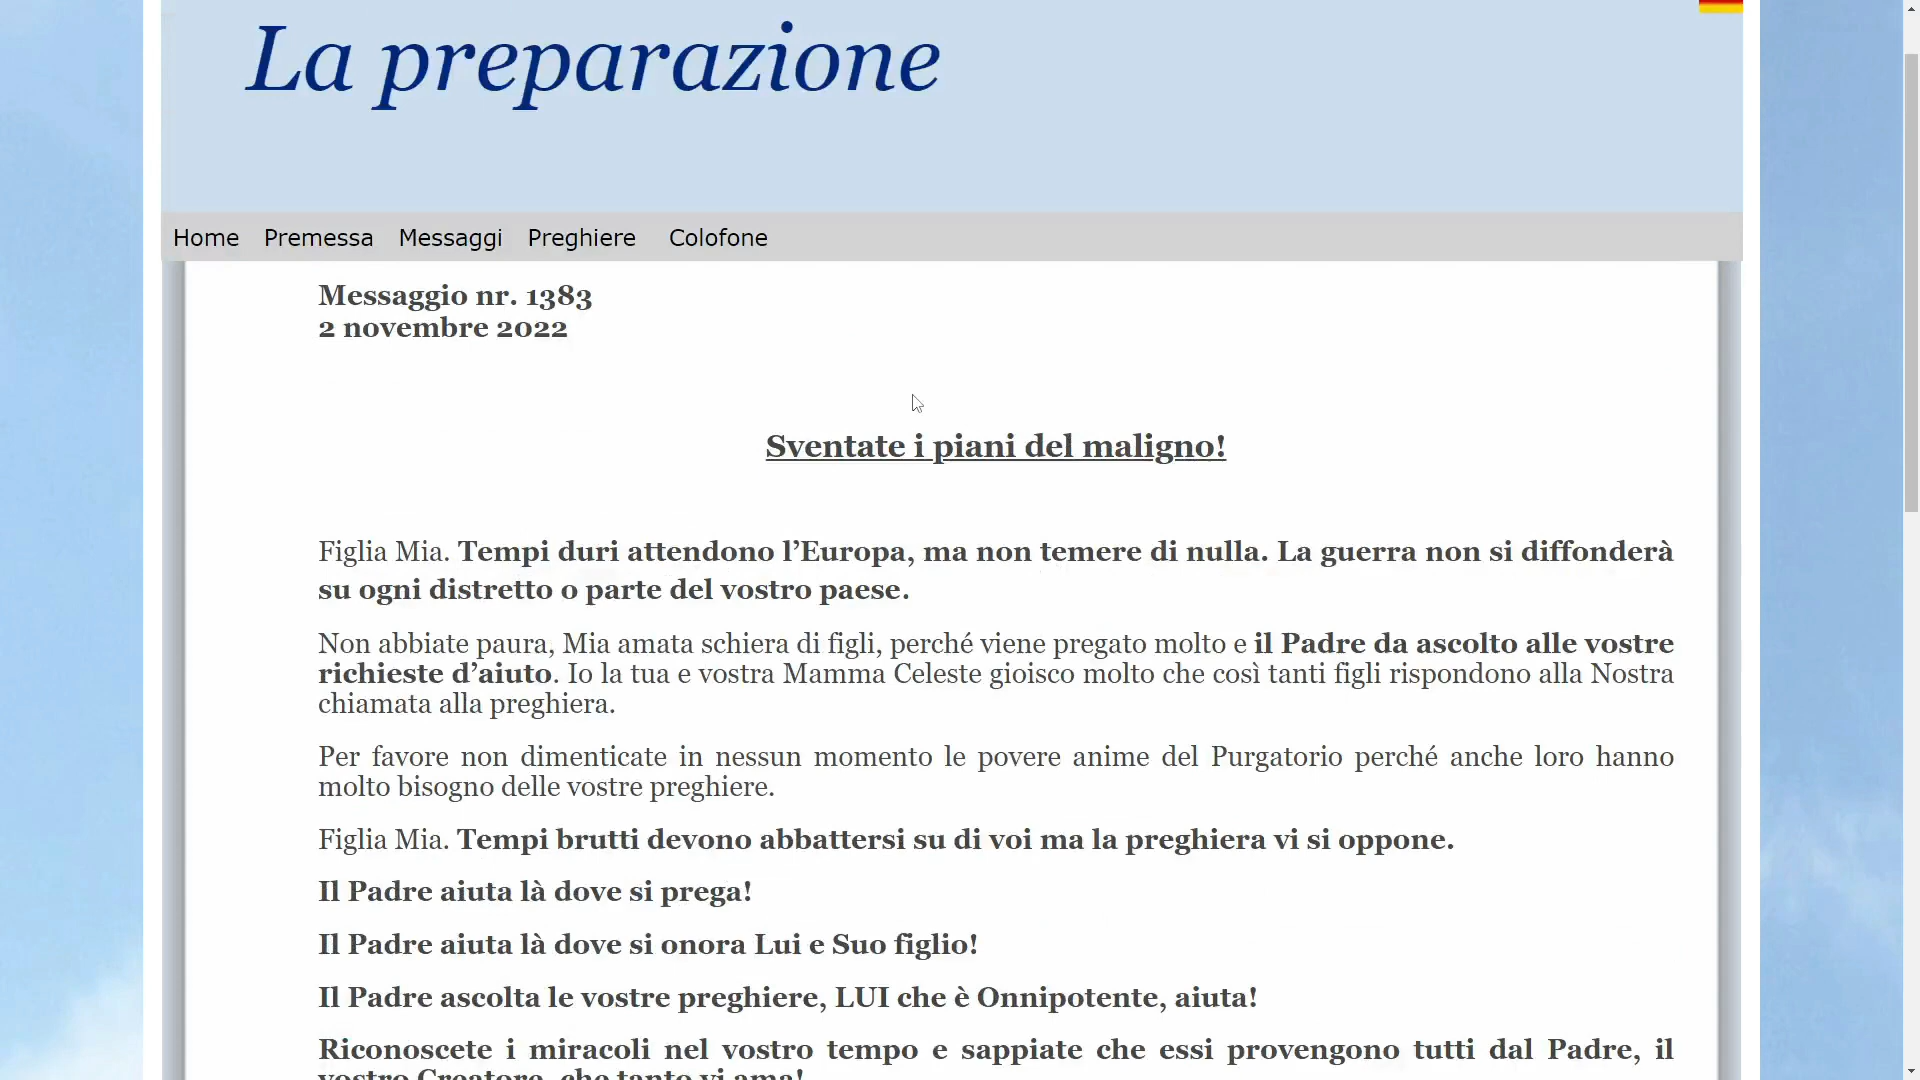 La preparazione
Home Premessa Messaggi Preghiere Colofone
Messaggio nr. 1383
2 novembre 2022
Sventate i piani del maligno!
Figlia Mia. Tempi duri attendono l’Europa, ma non temere di nulla. La guerra non si diffonderà
su ogni distretto o parte del vostro paese.
Non abbiate paura, Mia amata schiera di figli, perché viene pregato molto e il Padre da ascolto alle vostre
richieste d’aiuto. Io la tua e vostra Mamma Celeste gioisco molto che così tanti figli rispondono alla Nostra
chiamata alla preghiera.
Per favore non dimenticate in nessun momento le povere anime del Purgatorio perché anche loro hanno
molto bisogno delle vostre preghiere.
Figlia Mia. Tempi brutti devono abbattersi su di voi ma la preghiera vi si oppone.
Il Padre aiuta là dove si prega!
Il Padre aiuta là dove si onora Lui e Suo figlio!
Il Padre ascolta le vostre preghiere, LUI che è Onnipotente, aiuta!
Riconoscete i miracoli nel vostro tempo e sappiate che essi provengono tutti dal Padre, il
vostro Creatore, che tanto vi ama!